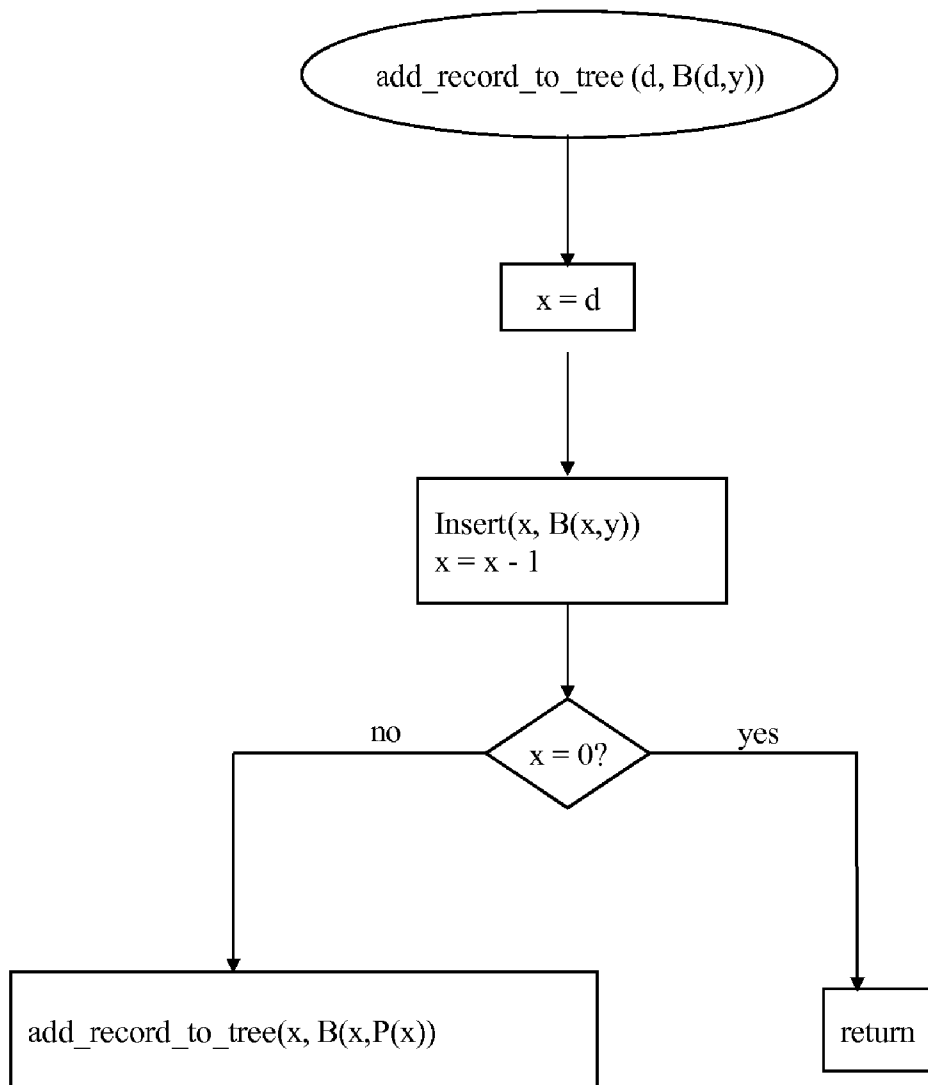 add_record_to_tree (d, B(d,y))
x = d
Insert(x, B(x,y))
x = x - 1
x = 0?
no
yes
add_record_to_tree(x, B(x,P(x))
return